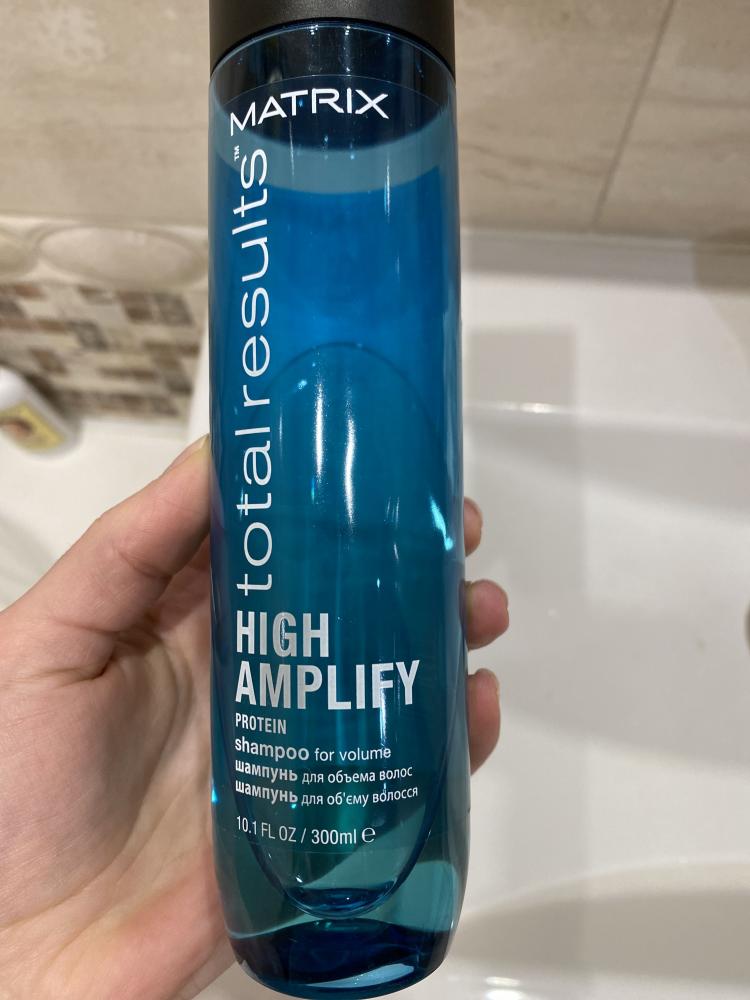 MATRIX
total results™
HIGH
AMPLIFY
PROTEIN
shampoo for volume
шампунь для объема волос
шампунь для об'єму волосся
10.1 FL OZ / 300ml ℮